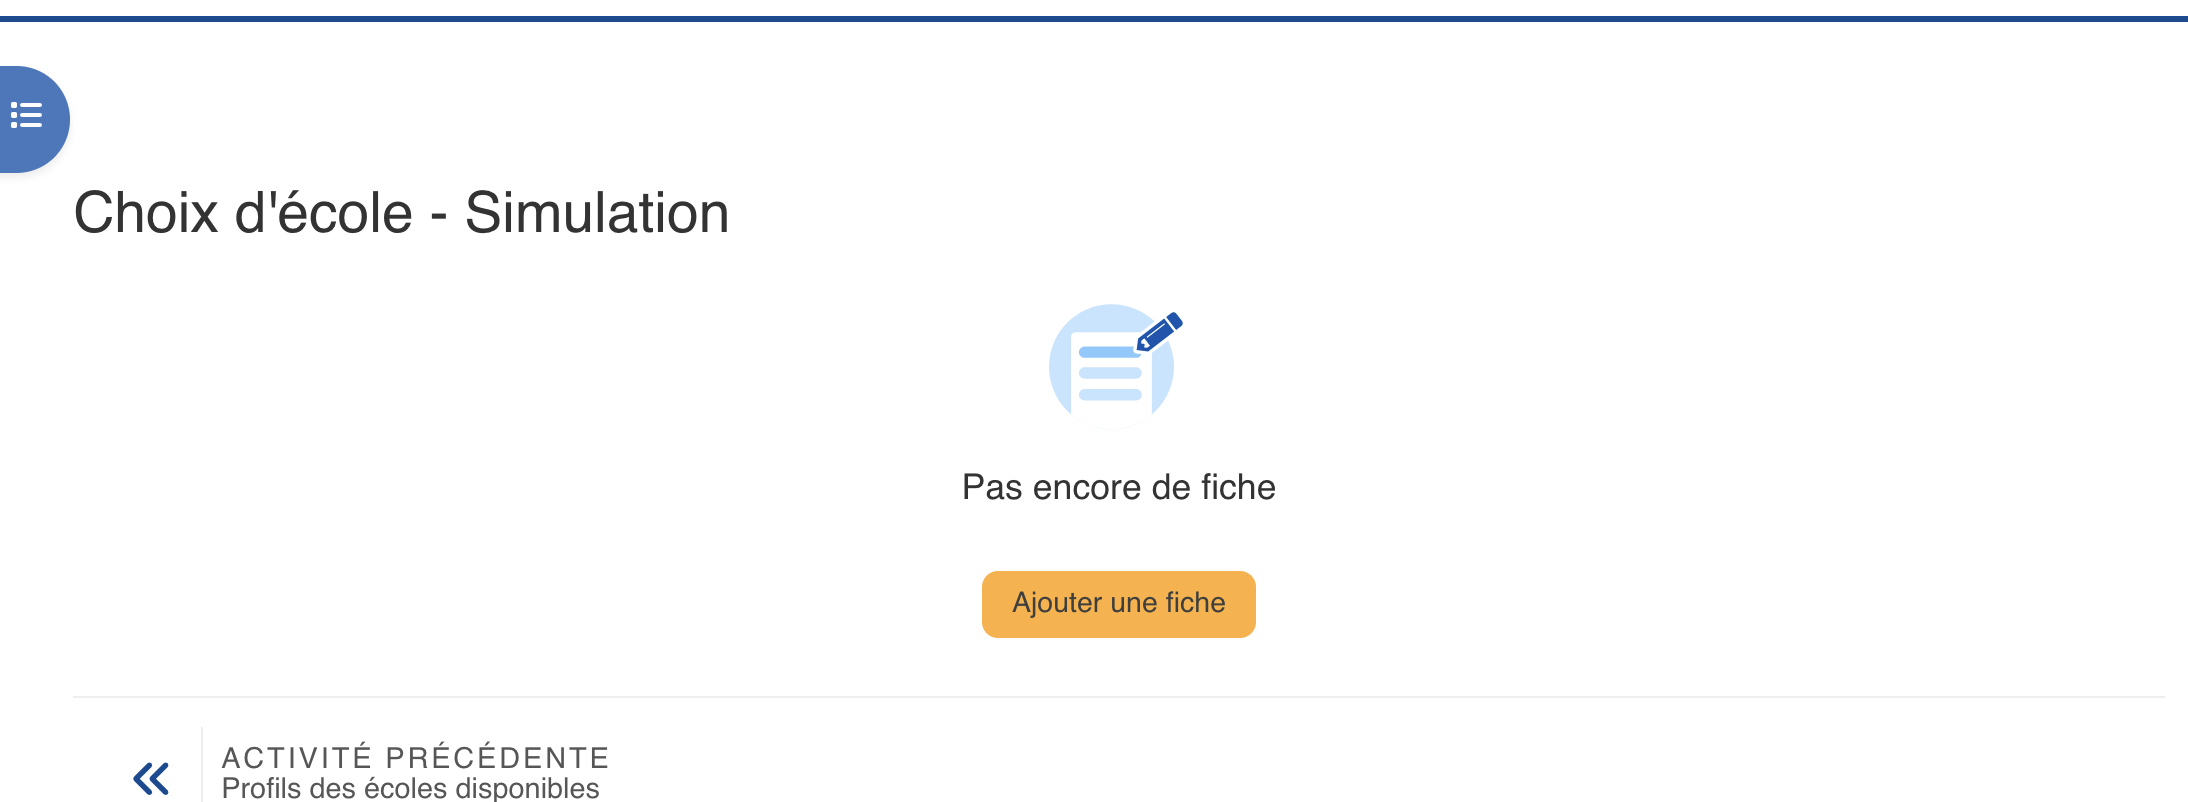 Choix d'école - Simulation
Pas encore de fiche
Ajouter une fiche
ACTIVITÉ PRÉCÉDENTE
Profils des écoles disponibles